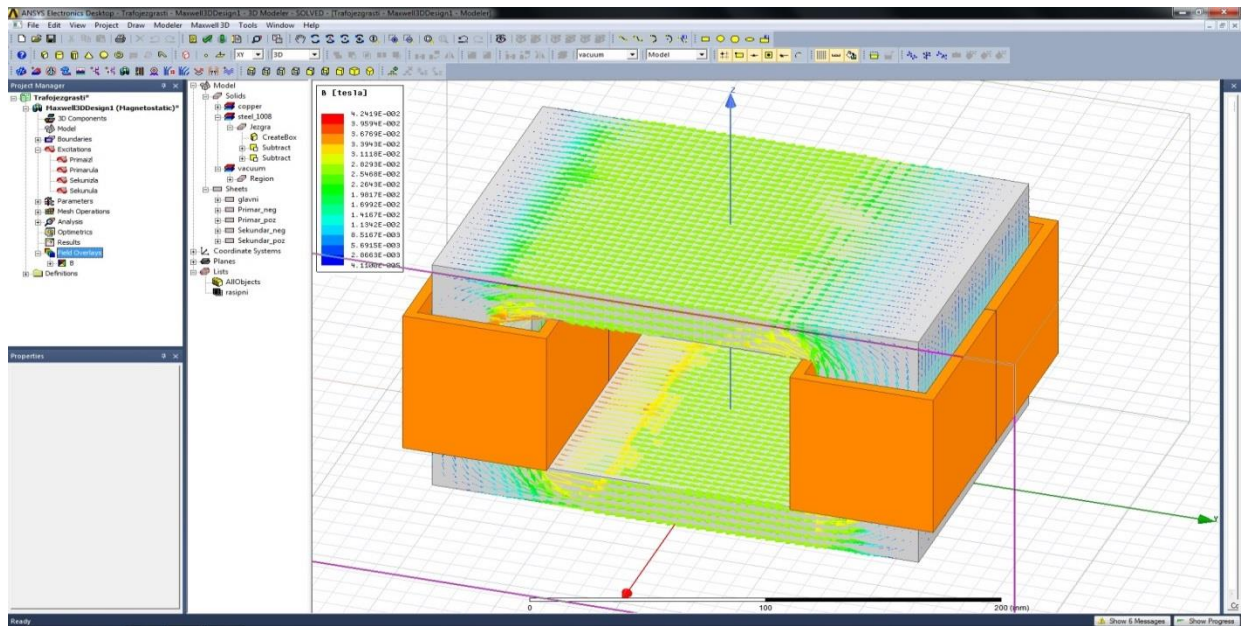 ANSYS Electronics Desktop - Trafojezgrasti - Maxwell3DDesign1 - 3D Modeler - SOLVED - [Trafojezgrasti - Maxwell3DDesign1 - Modeler]
File Edit View Project Draw Modeler Maxwell 3D Tools Window Help
XY 3D vacuum Model
Project Manager
Trafojezgrasti*
Maxwell3DDesign1 (Magnetostatic)*
3D Components
Model
Boundaries
Excitations
Primaizl
Primarula
Sekunizla
Sekunula
Parameters
Mesh Operations
Analysis
Optimetrics
Results
Field Overlays
B
Definitions
Properties
Model
Solids
copper
steel_1008
Jezgra
CreateBox
Subtract
Subtract
vacuum
Region
Sheets
glavni
Primar_neg
Primar_poz
Sekundar_neg
Sekundar_poz
Coordinate Systems
Planes
Lists
AllObjects
rasipni
B [tesla]
4.2419E-002
3.9594E-002
3.6769E-002
3.3943E-002
3.1118E-002
2.8293E-002
2.5468E-002
2.2643E-002
1.9817E-002
1.6992E-002
1.4167E-002
1.1342E-002
8.5167E-003
5.6915E-003
2.8663E-003
4.1100E-005
Z
Y
0 100 200 (mm)
Ready
Show 6 Messages Show Progress